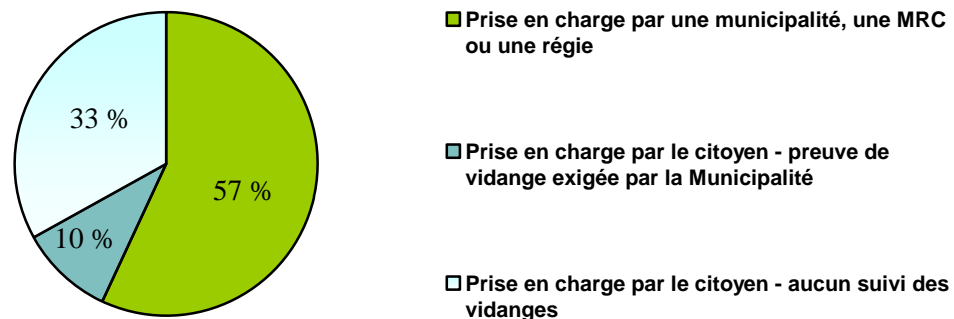 33 %
57 %
10 %
Prise en charge par une municipalité, une MRC
ou une régie
Prise en charge par le citoyen - preuve de
vidange exigée par la Municipalité
Prise en charge par le citoyen - aucun suivi des
vidanges